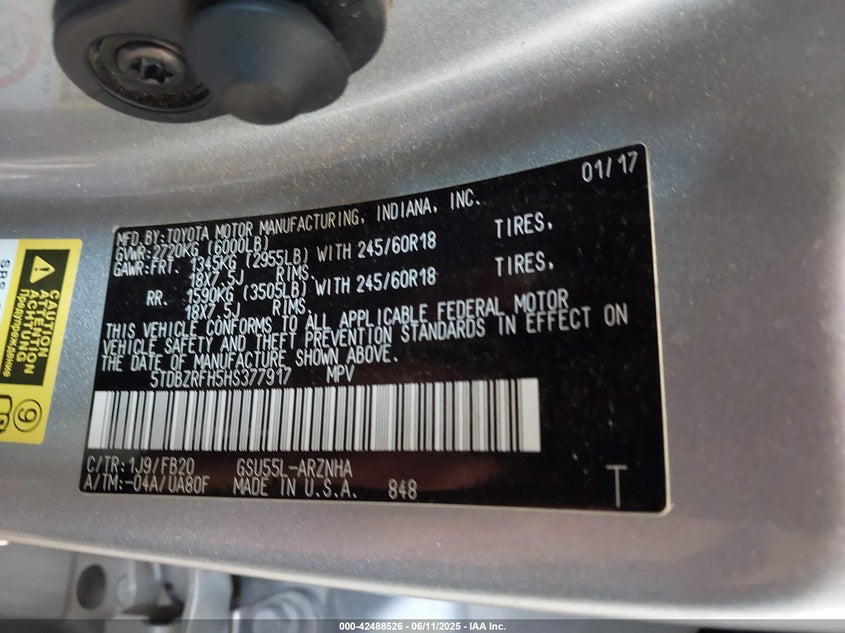 01/17
MFD.BY:TOYOTA MOTOR MANUFACTURING, INDIANA, INC.
GVWR:2720KG (6000LB)
GAWR:FRT. 1345KG (2955LB) WITH 245/60R18 TIRES,
18X7.5J RIMS.
RR. 1590KG (3505LB) WITH 245/60R18 TIRES,
18X7.5J RIMS.
THIS VEHICLE CONFORMS TO ALL APPLICABLE FEDERAL MOTOR
VEHICLE SAFETY AND THEFT PREVENTION STANDARDS IN EFFECT ON
THE DATE OF MANUFACTURE SHOWN ABOVE.
5TDBZRFH5HS377917 MPV
C/TR:1J9/FB20 GSU55L-ARZNHA
A/TM:-04A/UA80F MADE IN U.S.A. 848
T
CAUTION
ATTENTION
ACHTUNG
Предупреждение
9
000-42488526 - 06/11/2025 - IAA Inc.